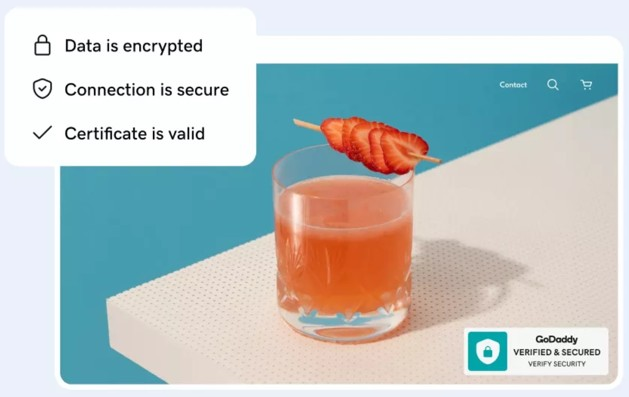 Data is encrypted
Connection is secure
Certificate is valid
Contact
GoDaddy
VERIFIED & SECURED
VERIFY SECURITY